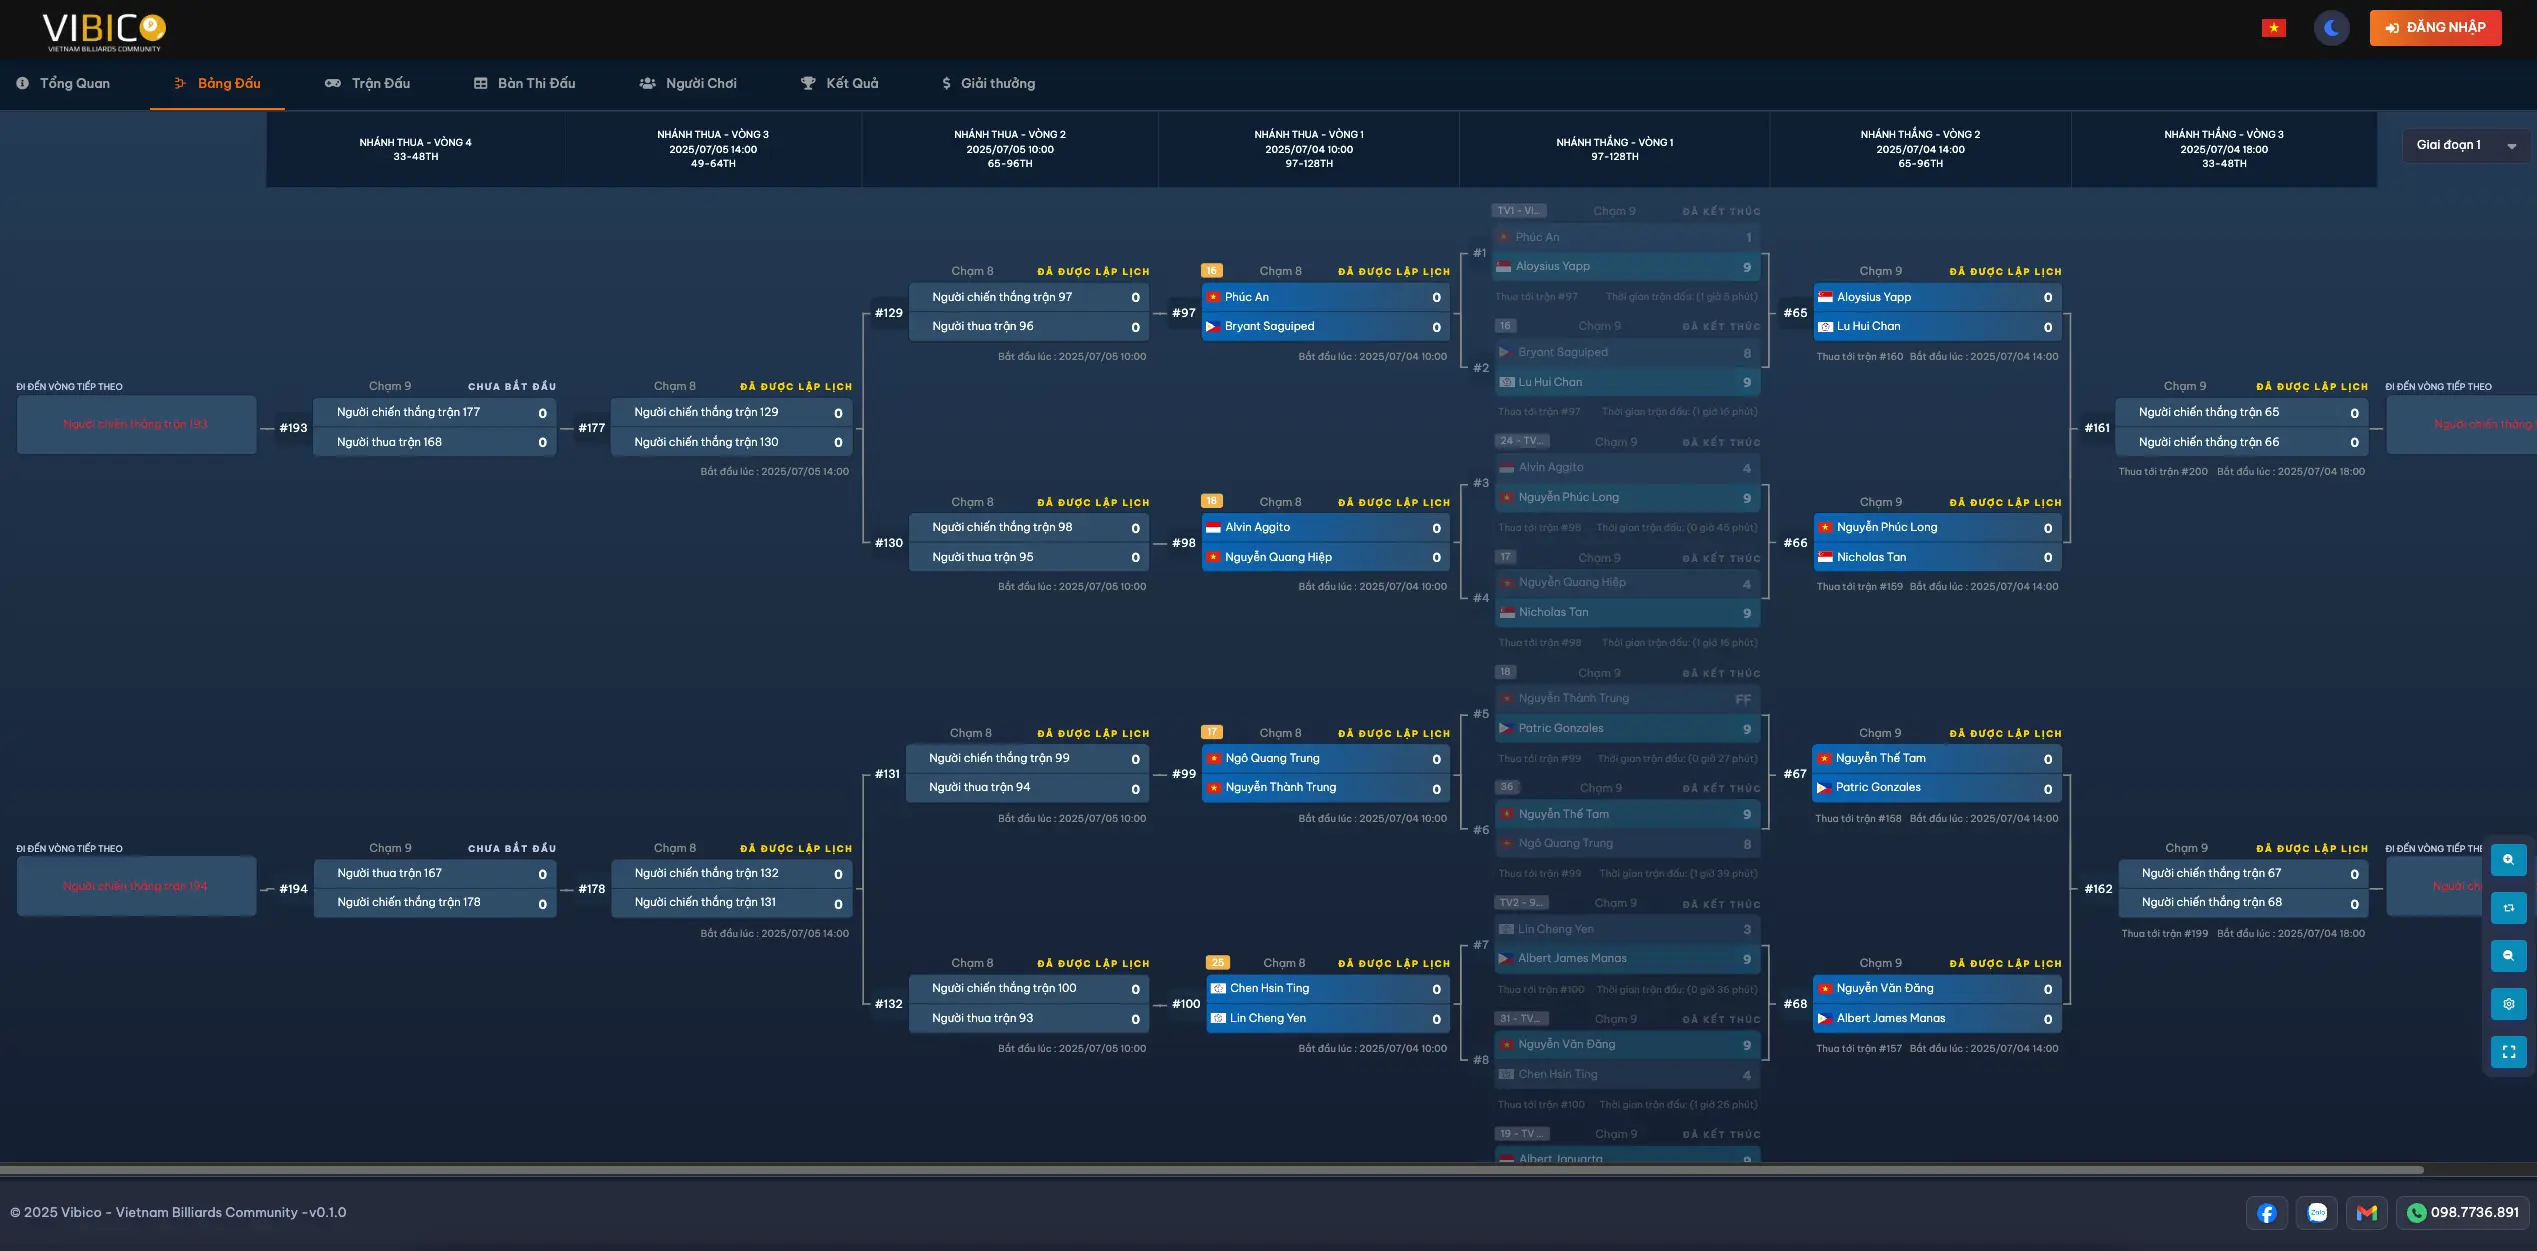 VIBICO
VIETNAM BILLIARDS COMMUNITY
ĐĂNG NHẬP
Tổng Quan
Bảng Đấu
Trận Đấu
Bàn Thi Đấu
Người Chơi
Kết Quả
Giải thưởng
NHÁNH THUA - VÒNG 4
33-48TH
NHÁNH THUA - VÒNG 3
2025/07/05 14:00
49-64TH
NHÁNH THUA - VÒNG 2
2025/07/05 10:00
65-96TH
NHÁNH THUA - VÒNG 1
2025/07/04 10:00
97-128TH
NHÁNH THẮNG - VÒNG 1
97-128TH
NHÁNH THẮNG - VÒNG 2
2025/07/04 14:00
65-96TH
NHÁNH THẮNG - VÒNG 3
2025/07/04 18:00
33-48TH
Giai đoạn 1
ĐI ĐẾN VÒNG TIẾP THEO
Người chiến thắng trận 193
#193
Chạm 9 CHƯA BẮT ĐẦU
Người chiến thắng trận 177 0
Người thua trận 168 0
ĐI ĐẾN VÒNG TIẾP THEO
Người chiến thắng trận 194
#194
Chạm 9 CHƯA BẮT ĐẦU
Người thua trận 167 0
Người chiến thắng trận 178 0
#177
Chạm 8 ĐÃ ĐƯỢC LẬP LỊCH
Người chiến thắng trận 129 0
Người chiến thắng trận 130 0
Bắt đầu lúc : 2025/07/05 14:00
#178
Chạm 8 ĐÃ ĐƯỢC LẬP LỊCH
Người chiến thắng trận 132 0
Người chiến thắng trận 131 0
Bắt đầu lúc : 2025/07/05 14:00
#129
Chạm 8 ĐÃ ĐƯỢC LẬP LỊCH
Người chiến thắng trận 97 0
Người thua trận 96 0
Bắt đầu lúc : 2025/07/05 10:00
#130
Chạm 8 ĐÃ ĐƯỢC LẬP LỊCH
Người chiến thắng trận 98 0
Người thua trận 95 0
Bắt đầu lúc : 2025/07/05 10:00
#131
Chạm 8 ĐÃ ĐƯỢC LẬP LỊCH
Người chiến thắng trận 99 0
Người thua trận 94 0
Bắt đầu lúc : 2025/07/05 10:00
#132
Chạm 8 ĐÃ ĐƯỢC LẬP LỊCH
Người chiến thắng trận 100 0
Người thua trận 93 0
Bắt đầu lúc : 2025/07/05 10:00
#97
16 Chạm 8 ĐÃ ĐƯỢC LẬP LỊCH
Phúc An 0
Bryant Saguiped 0
Bắt đầu lúc : 2025/07/04 10:00
#98
18 Chạm 8 ĐÃ ĐƯỢC LẬP LỊCH
Alvin Aggito 0
Nguyễn Quang Hiệp 0
Bắt đầu lúc : 2025/07/04 10:00
#99
17 Chạm 8 ĐÃ ĐƯỢC LẬP LỊCH
Ngô Quang Trung 0
Nguyễn Thành Trung 0
Bắt đầu lúc : 2025/07/04 10:00
#100
25 Chạm 8 ĐÃ ĐƯỢC LẬP LỊCH
Chen Hsin Ting 0
Lin Cheng Yen 0
Bắt đầu lúc : 2025/07/04 10:00
#1
TV1 - Vi... Chạm 9 ĐÃ KẾT THÚC
Phúc An 1
Aloysius Yapp 9
Thua tới trận #97 Thời gian trận đấu: (1 giờ 5 phút)
#2
16 Chạm 9 ĐÃ KẾT THÚC
Bryant Saguiped 8
Lu Hui Chan 9
Thua tới trận #97 Thời gian trận đấu: (1 giờ 16 phút)
#3
24 - TV... Chạm 9 ĐÃ KẾT THÚC
Alvin Aggito 4
Nguyễn Phúc Long 9
Thua tới trận #98 Thời gian trận đấu: (0 giờ 45 phút)
#4
17 Chạm 9 ĐÃ KẾT THÚC
Nguyễn Quang Hiệp 4
Nicholas Tan 9
Thua tới trận #98 Thời gian trận đấu: (1 giờ 16 phút)
#5
18 Chạm 9 ĐÃ KẾT THÚC
Nguyễn Thành Trung FF
Patric Gonzales 9
Thua tới trận #99 Thời gian trận đấu: (0 giờ 27 phút)
#6
36 Chạm 9 ĐÃ KẾT THÚC
Nguyễn Thế Tam 9
Ngô Quang Trung 8
Thua tới trận #99 Thời gian trận đấu: (1 giờ 39 phút)
#7
TV2 - 9... Chạm 9 ĐÃ KẾT THÚC
Lin Cheng Yen 3
Albert James Manas 9
Thua tới trận #100 Thời gian trận đấu: (0 giờ 36 phút)
#8
31 - TV... Chạm 9 ĐÃ KẾT THÚC
Nguyễn Văn Đăng 9
Chen Hsin Ting 4
Thua tới trận #100 Thời gian trận đấu: (1 giờ 26 phút)
19 - TV ... Chạm 9 ĐÃ KẾT THÚC
Albert Januarta 9
#65
Chạm 9 ĐÃ ĐƯỢC LẬP LỊCH
Aloysius Yapp 0
Lu Hui Chan 0
Thua tới trận #160 Bắt đầu lúc : 2025/07/04 14:00
#66
Chạm 9 ĐÃ ĐƯỢC LẬP LỊCH
Nguyễn Phúc Long 0
Nicholas Tan 0
Thua tới trận #159 Bắt đầu lúc : 2025/07/04 14:00
#67
Chạm 9 ĐÃ ĐƯỢC LẬP LỊCH
Nguyễn Thế Tam 0
Patric Gonzales 0
Thua tới trận #158 Bắt đầu lúc : 2025/07/04 14:00
#68
Chạm 9 ĐÃ ĐƯỢC LẬP LỊCH
Nguyễn Văn Đăng 0
Albert James Manas 0
Thua tới trận #157 Bắt đầu lúc : 2025/07/04 14:00
#161
Chạm 9 ĐÃ ĐƯỢC LẬP LỊCH
Người chiến thắng trận 65 0
Người chiến thắng trận 66 0
Thua tới trận #200 Bắt đầu lúc : 2025/07/04 18:00
#162
Chạm 9 ĐÃ ĐƯỢC LẬP LỊCH
Người chiến thắng trận 67 0
Người chiến thắng trận 68 0
Thua tới trận #199 Bắt đầu lúc : 2025/07/04 18:00
ĐI ĐẾN VÒNG TIẾP THEO
Người chiến thắng
ĐI ĐẾN VÒNG TIẾP
Người
© 2025 Vibico - Vietnam Billiards Community -v0.1.0
Zalo
098.7736.891